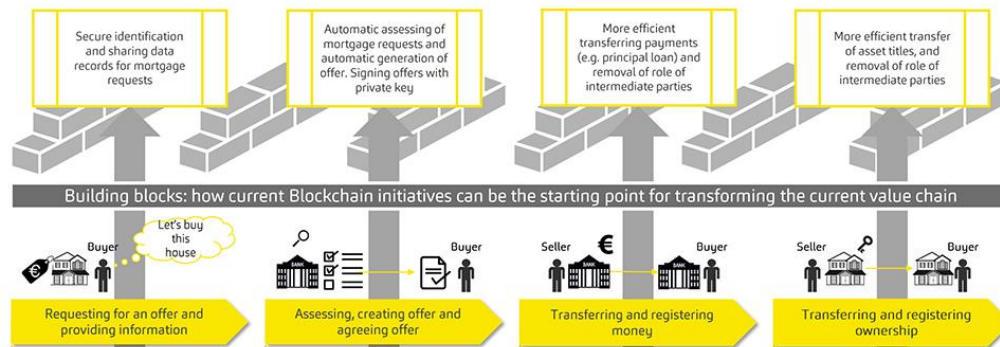 Secure identification
and sharing data
records for mortgage
requests
Automatic assessing of
mortgage requests and
automatic generation of
offer. Signing offers with
private key
More efficient
transferring payments
(e.g. principal loan) and
removal of role of
intermediate parties
More efficient transfer
of asset titles, and
removal of role of
intermediate parties
Building blocks: how current Blockchain initiatives can be the starting point for transforming the current value chain
Let's buy
this
house
Buyer
€
Requesting for an offer and
providing information
BANK
Buyer
Assessing, creating offer and
agreeing offer
Seller
€
BANK
BANK
Buyer
Transferring and registering
money
Seller
Buyer
Transferring and registering
ownership